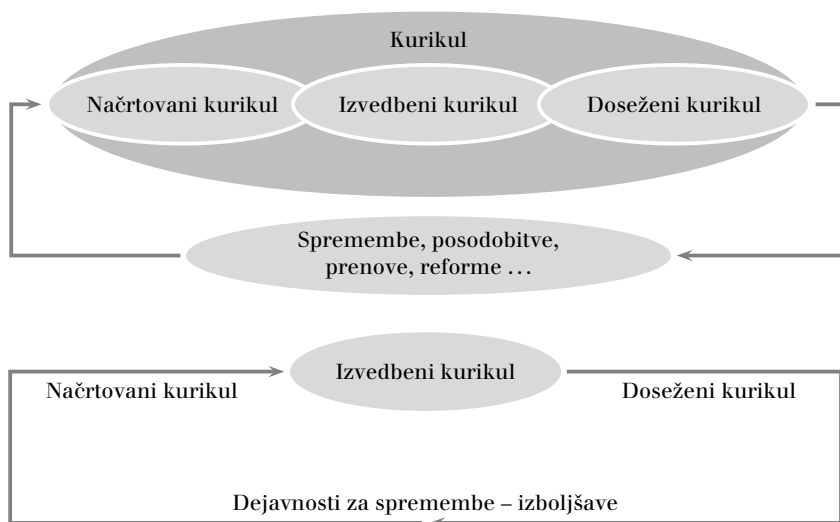 Kurikul
Načrtovani kurikul
Izvedbeni kurikul
Doseženi kurikul
Spremembe, posodobitve,
prenove, reforme …
Izvedbeni kurikul
Načrtovani kurikul
Doseženi kurikul
Dejavnosti za spremembe – izboljšave